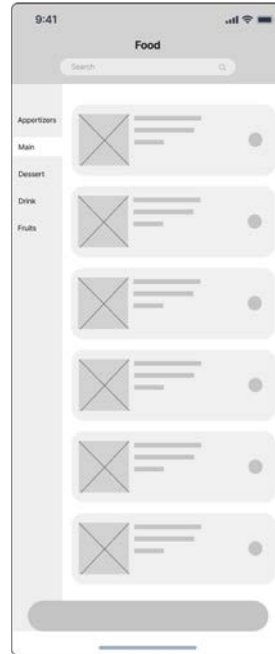 9:41
Food
Search
Appertizers
Main
Dessert
Drink
Fruits